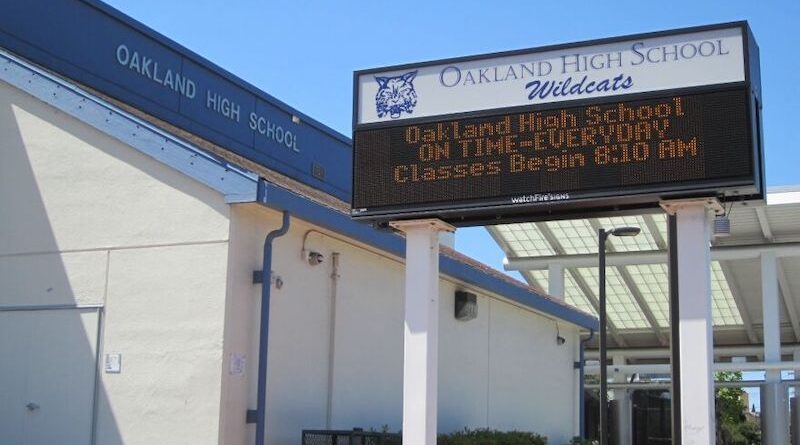 OAKLAND HIGH SCHOOL
OAKLAND HIGH SCHOOL
Wildcats
Oakland High School
ON TIME-EVERYDAY
Classes Begin 8:10 AM
watchFire SIGNS